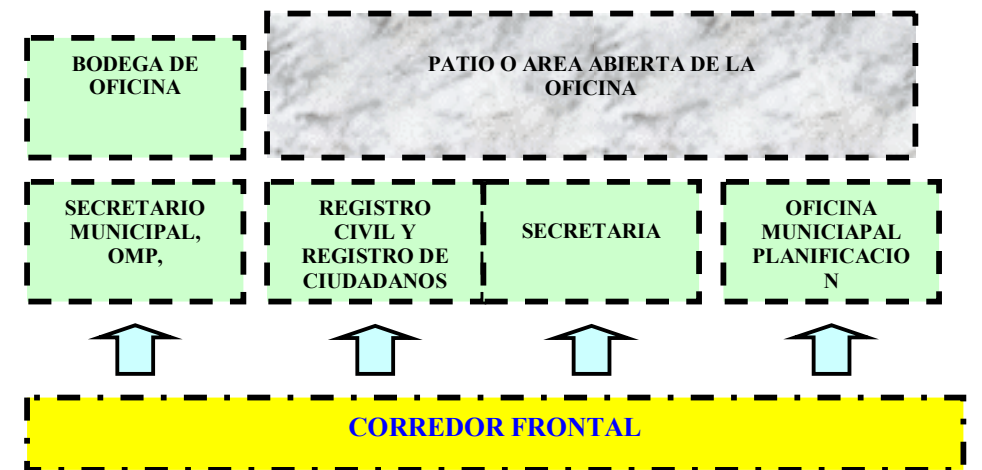 BODEGA DE
OFICINA
PATIO O AREA ABIERTA DE LA
OFICINA
SECRETARIO
MUNICIPAL,
OMP,
REGISTRO
CIVIL Y
REGISTRO DE
CIUDADANOS
SECRETARIA
OFICINA
MUNICIAPAL
PLANIFICACIO
N
CORREDOR FRONTAL